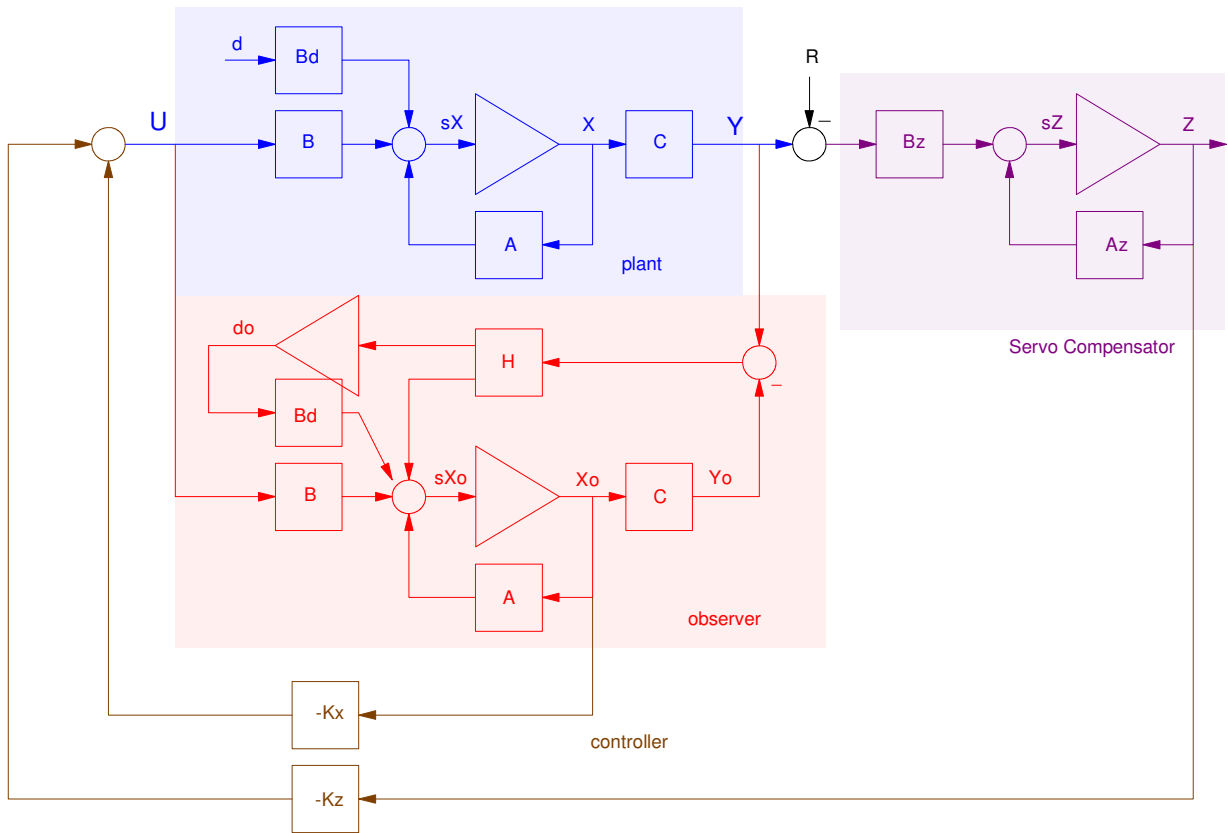 d
Bd
R
U
B
sX
X
C
Y
–
Bz
sZ
Z
A
plant
Az
do
H
Servo Compensator
–
Bd
B
sXo
Xo
C
Yo
A
observer
-Kx
controller
-Kz